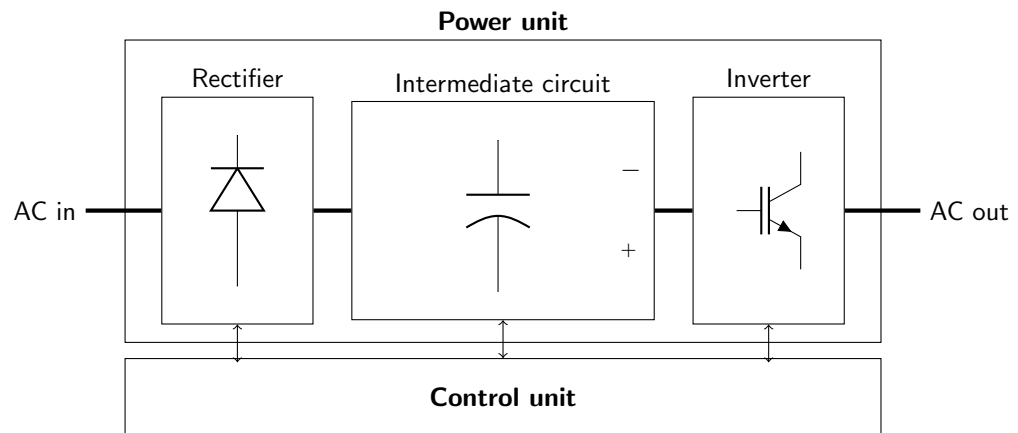 Power unit
Rectifier
Intermediate circuit
Inverter
AC in
−
+
AC out
Control unit